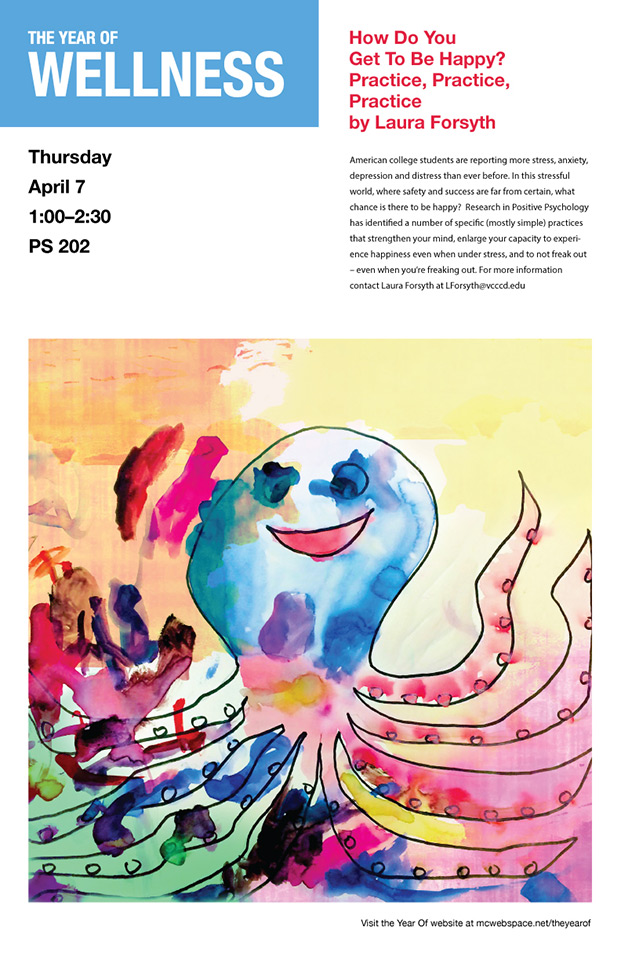 THE YEAR OF
WELLNESS
Thursday
April 7
1:00–2:30
PS 202
How Do You
Get To Be Happy?
Practice, Practice,
Practice
by Laura Forsyth
American college students are reporting more stress, anxiety,
depression and distress than ever before. In this stressful
world, where safety and success are far from certain, what
chance is there to be happy?  Research in Positive Psychology
has identified a number of specific (mostly simple) practices
that strengthen your mind, enlarge your capacity to experi-
ence happiness even when under stress, and to not freak out
– even when you're freaking out. For more information
contact Laura Forsyth at LForsyth@vcccd.edu
Visit the Year Of website at mcwebspace.net/theyearof